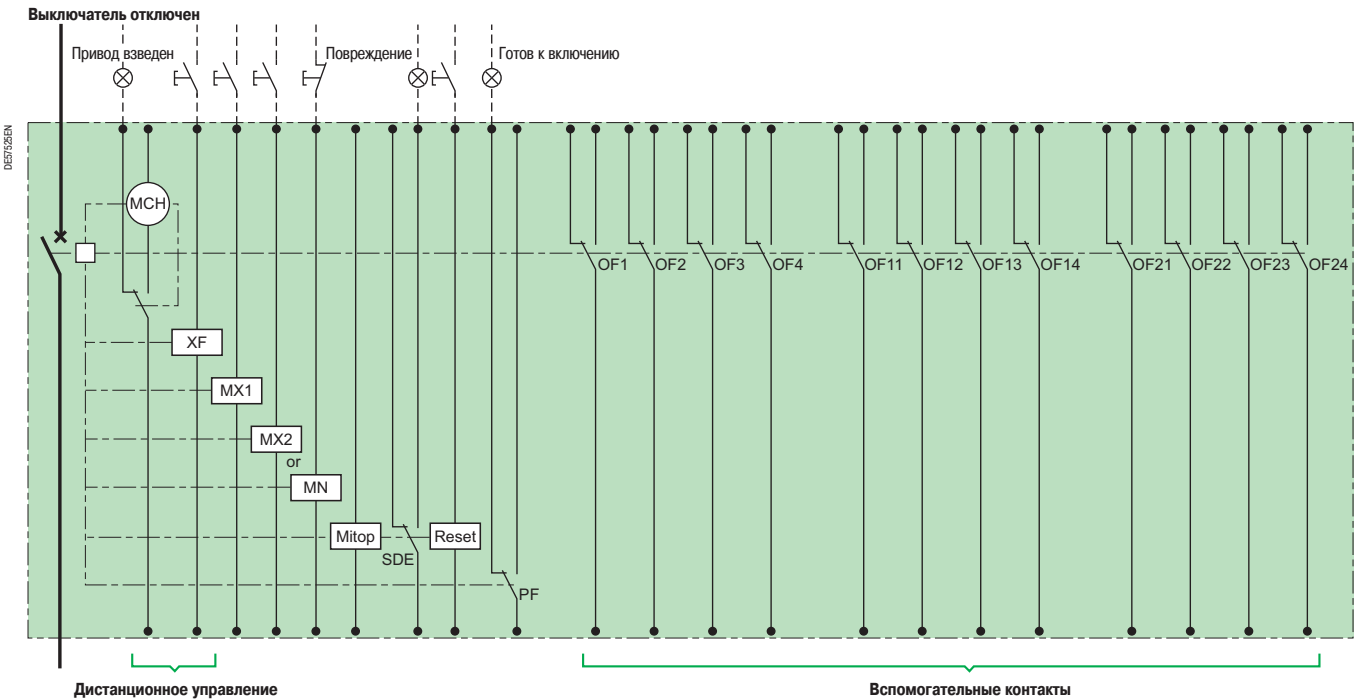 Выключатель отключен
Привод взведен
Повреждение
Готов к включению
DE57525EN
MCH
OF1 OF2 OF3 OF4 OF11 OF12 OF13 OF14 OF21 OF22 OF23 OF24
XF
MX1
MX2
or
MN
Mitop
Reset
SDE
PF
Дистанционное управление
Вспомогательные контакты